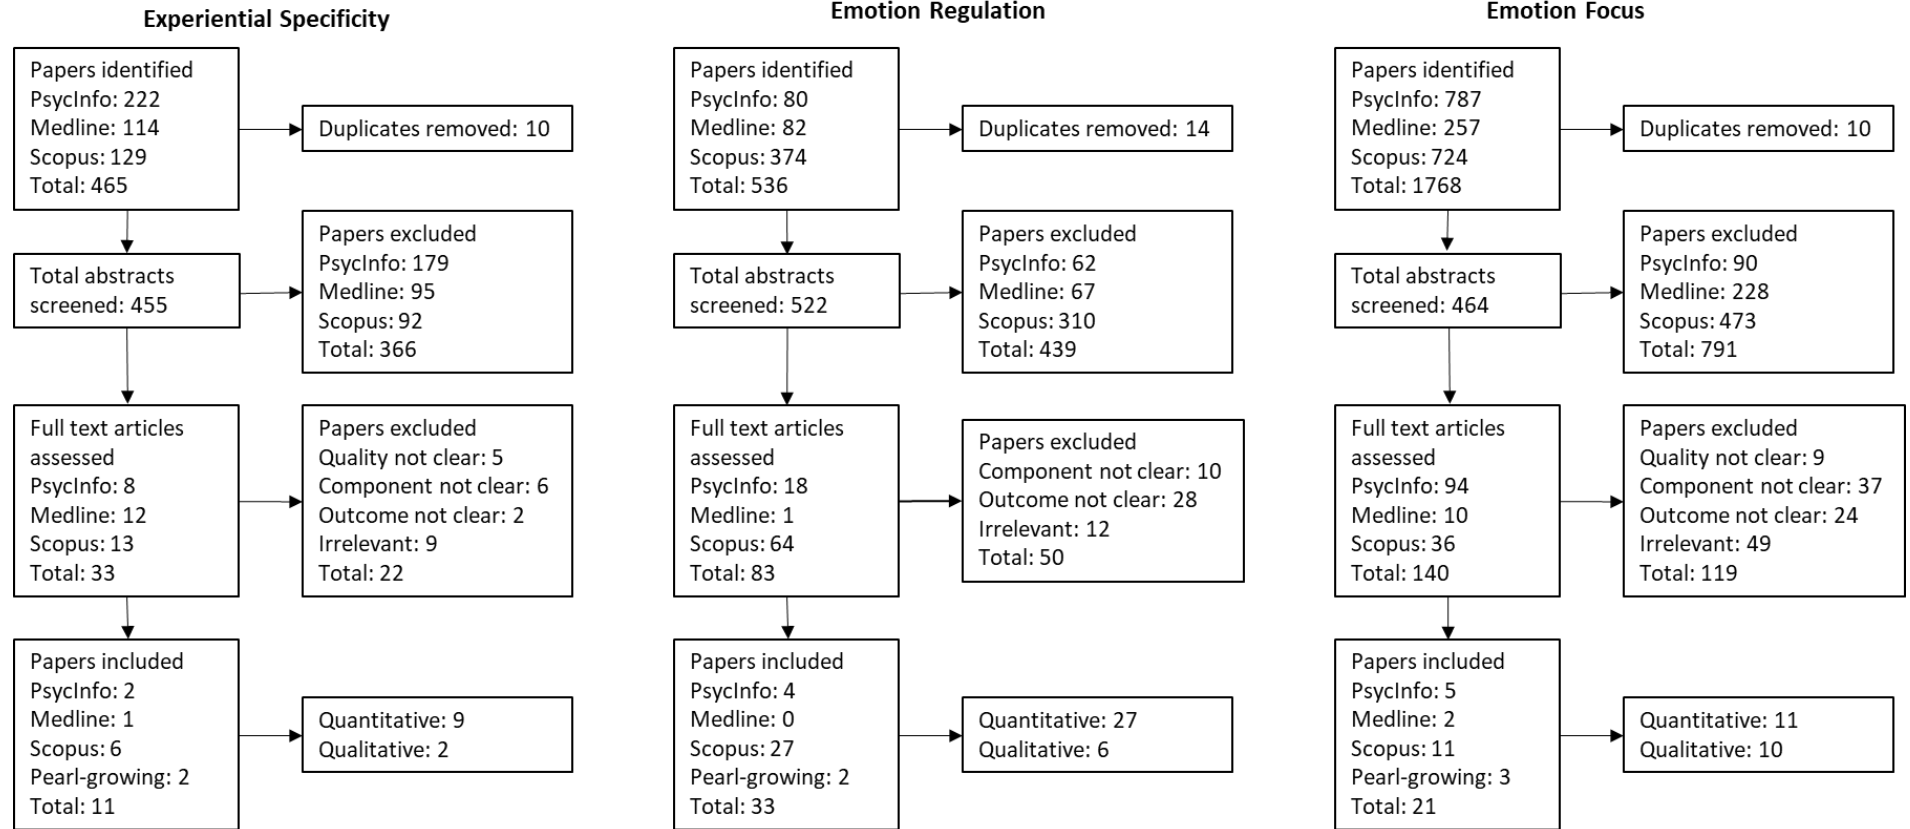 Experiential Specificity
Papers identified
PsycInfo: 222
Medline: 114
Scopus: 129
Total: 465
Duplicates removed: 10
Total abstracts
screened: 455
Papers excluded
PsycInfo: 179
Medline: 95
Scopus: 92
Total: 366
Full text articles
assessed
PsycInfo: 8
Medline: 12
Scopus: 13
Total: 33
Papers excluded
Quality not clear: 5
Component not clear: 6
Outcome not clear: 2
Irrelevant: 9
Total: 22
Papers included
PsycInfo: 2
Medline: 1
Scopus: 6
Pearl-growing: 2
Total: 11
Quantitative: 9
Qualitative: 2
Emotion Regulation
Papers identified
PsycInfo: 80
Medline: 82
Scopus: 374
Total: 536
Duplicates removed: 14
Total abstracts
screened: 522
Papers excluded
PsycInfo: 62
Medline: 67
Scopus: 310
Total: 439
Full text articles
assessed
PsycInfo: 18
Medline: 1
Scopus: 64
Total: 83
Papers excluded
Component not clear: 10
Outcome not clear: 28
Irrelevant: 12
Total: 50
Papers included
PsycInfo: 4
Medline: 0
Scopus: 27
Pearl-growing: 2
Total: 33
Quantitative: 27
Qualitative: 6
Emotion Focus
Papers identified
PsycInfo: 787
Medline: 257
Scopus: 724
Total: 1768
Duplicates removed: 10
Total abstracts
screened: 464
Papers excluded
PsycInfo: 90
Medline: 228
Scopus: 473
Total: 791
Full text articles
assessed
PsycInfo: 94
Medline: 10
Scopus: 36
Total: 140
Papers excluded
Quality not clear: 9
Component not clear: 37
Outcome not clear: 24
Irrelevant: 49
Total: 119
Papers included
PsycInfo: 5
Medline: 2
Scopus: 11
Pearl-growing: 3
Total: 21
Quantitative: 11
Qualitative: 10